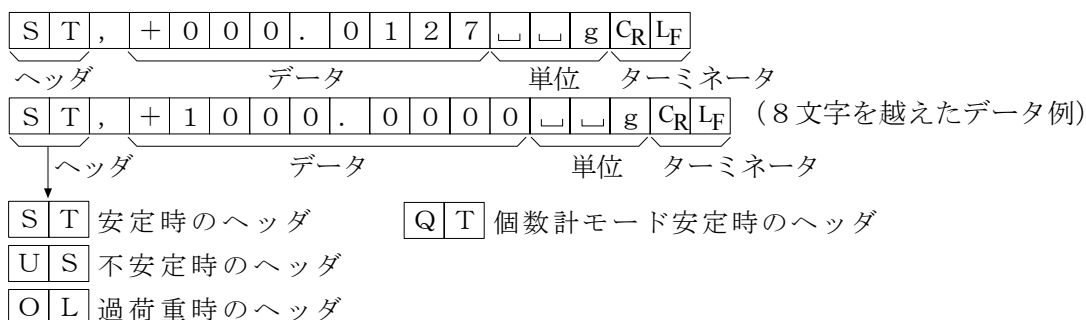 ST,+000.0127␣␣gCRLF
ヘッダ データ 単位 ターミネータ
ST,+1000.0000␣␣gCRLF （8文字を越えたデータ例）
ヘッダ データ 単位 ターミネータ
ST 安定時のヘッダ QT 個数計モード安定時のヘッダ
US 不安定時のヘッダ
OL 過荷重時のヘッダ